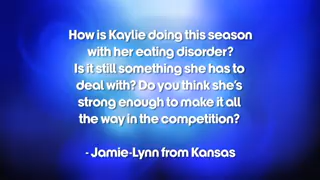 How is Kaylie doing this season
with her eating disorder?
Is it still something she has to
deal with? Do you think she's
strong enough to make it all
the way in the competition?
- Jamie-Lynn from Kansas